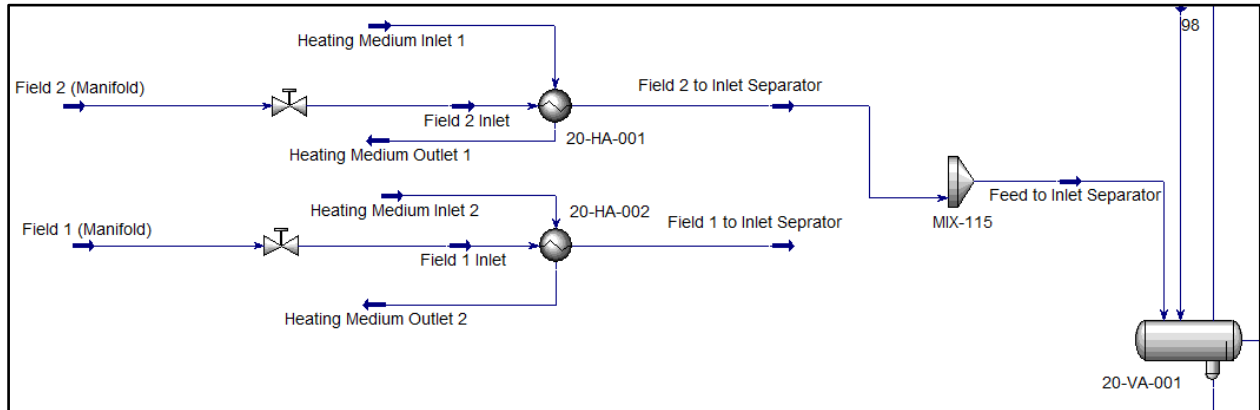 98
Heating Medium Inlet 1
Field 2 (Manifold)
Field 2 to Inlet Separator
Field 2 Inlet
20-HA-001
Heating Medium Outlet 1
Feed to Inlet Separator
Heating Medium Inlet 2
20-HA-002
Field 1 to Inlet Seprator
MIX-115
Field 1 (Manifold)
Field 1 Inlet
Heating Medium Outlet 2
20-VA-001